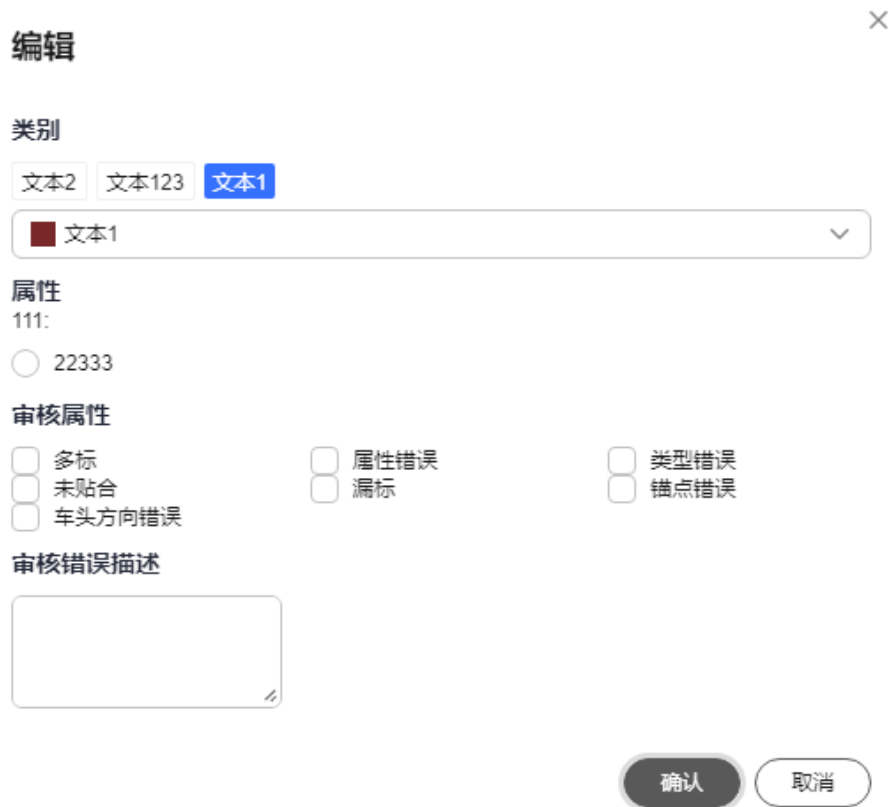 编辑
类别
文本2 文本123 文本1
文本1
属性
111:
22333
审核属性
多标 属性错误 类型错误
未贴合 漏标 锚点错误
车头方向错误
审核错误描述
确认 取消